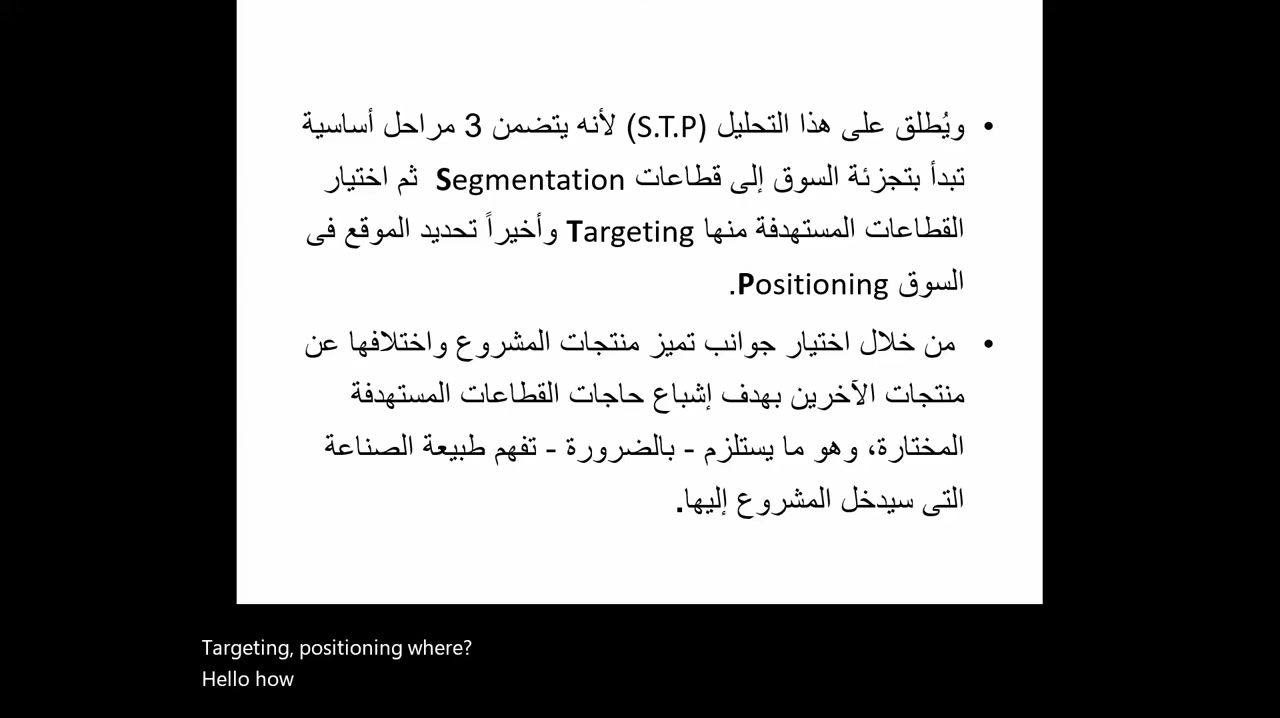 • ويُطلق على هذا التحليل (S.T.P) لأنه يتضمن 3 مراحل أساسية
تبدأ بتجزئة السوق إلى قطاعات Segmentation ثم اختيار
القطاعات المستهدفة منها Targeting وأخيراً تحديد الموقع فى
السوق Positioning.
• من خلال اختيار جوانب تميز منتجات المشروع واختلافها عن
منتجات الآخرين بهدف إشباع حاجات القطاعات المستهدفة
المختارة، وهو ما يستلزم - بالضرورة - تفهم طبيعة الصناعة
التى سيدخل المشروع إليها.
Targeting, positioning where?
Hello how